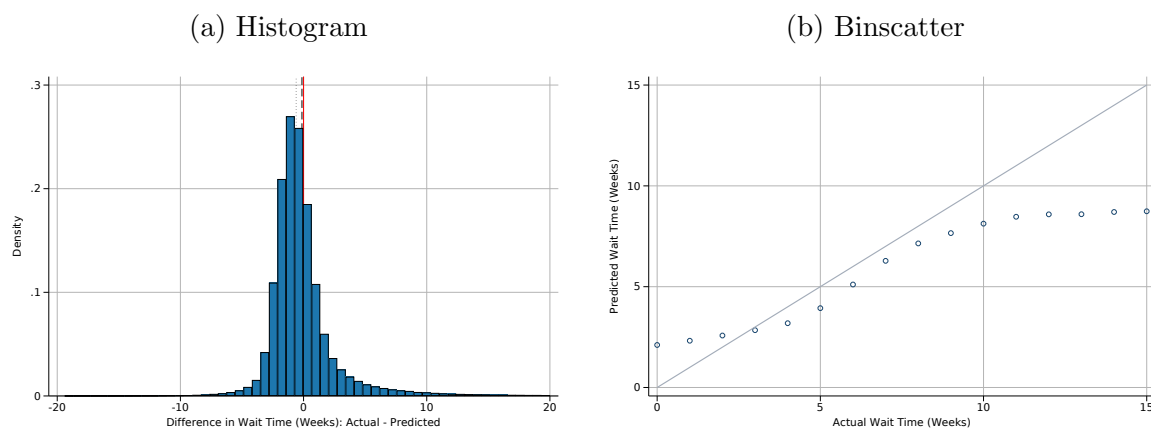 (a) Histogram
.3
.2
.1
0
Density
-20 -10 0 10 20
Difference in Wait Time (Weeks): Actual - Predicted
(b) Binscatter
15
10
5
0
Predicted Wait Time (Weeks)
0 5 10 15
Actual Wait Time (Weeks)